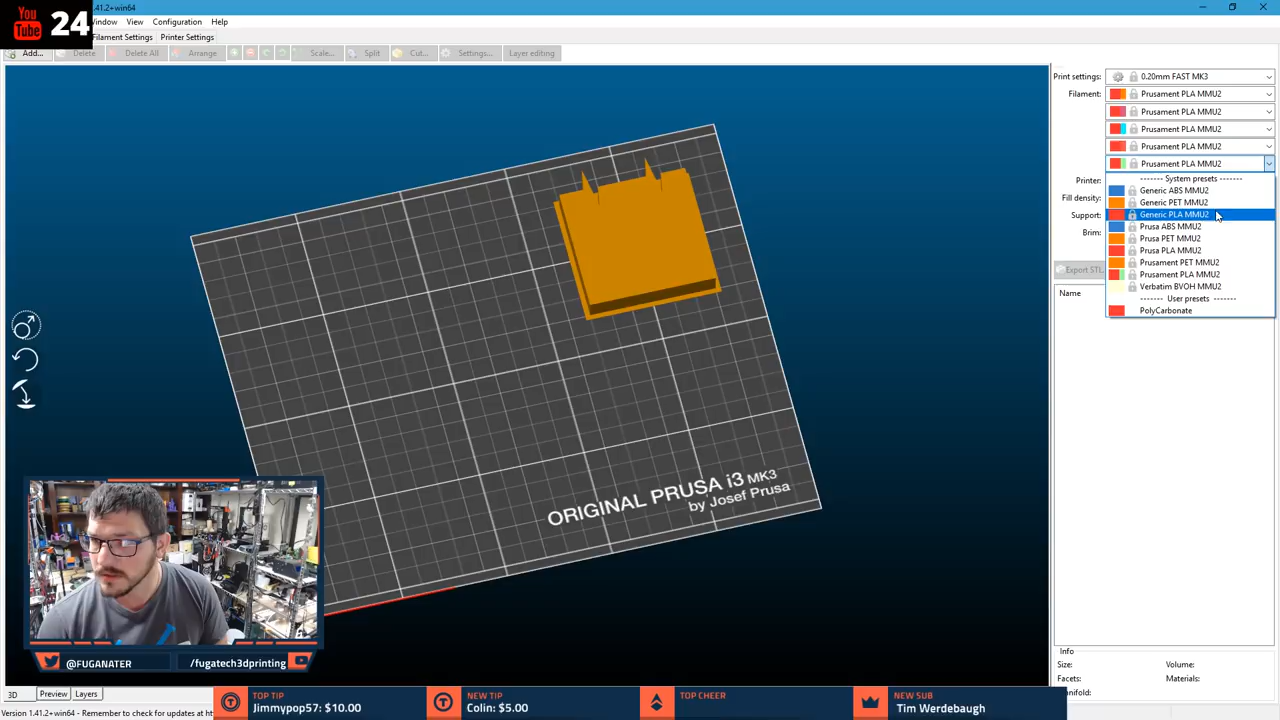 You Tube 24
.41.2+win64
Window View Configuration Help
Filament Settings Printer Settings
Add... Delete Delete All Arrange Scale... Split Cut... Settings... Layer editing
Print settings: 0.20mm FAST MK3
Filament: Prusament PLA MMU2
Prusament PLA MMU2
Prusament PLA MMU2
Prusament PLA MMU2
Prusament PLA MMU2
Printer: ------- System presets -------
Generic ABS MMU2
Fill density: Generic PET MMU2
Support: Generic PLA MMU2
Prusa ABS MMU2
Brim: Prusa PET MMU2
Prusa PLA MMU2
Prusament PET MMU2
Export STL... Prusament PLA MMU2
Verbatim BVOH MMU2
Name ------- User presets -------
PolyCarbonate
ORIGINAL PRUSA i3 MK3
by Josef Prusa
@FUGANATER /fugatech3dprinting
Info
Size: Volume:
Facets: Materials:
Manifold:
3D Preview Layers
TOP TIP
Jimmypop57: $10.00
NEW TIP
Colin: $5.00
TOP CHEER
NEW SUB
Tim Werdebaugh
Version 1.41.2+win64 - Remember to check for updates at ht